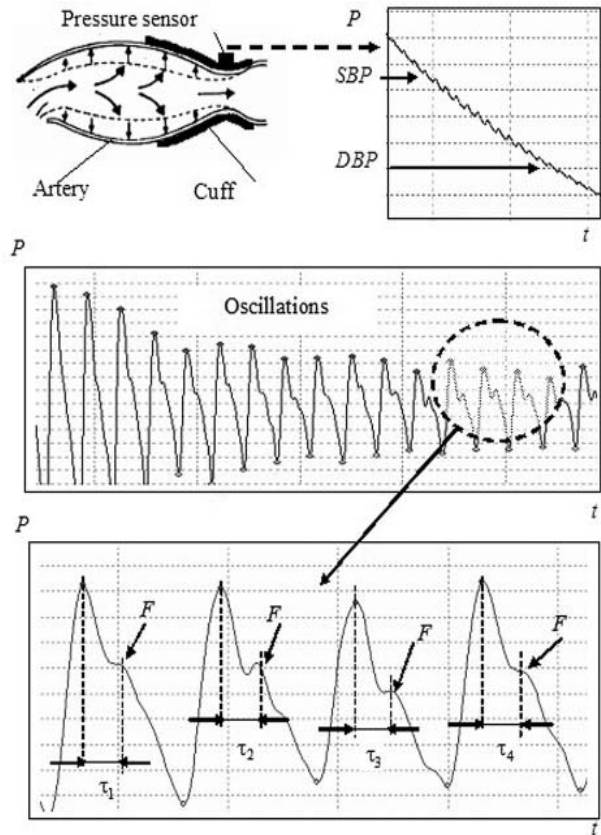 Pressure sensor
P
SBP
DBP
Artery
Cuff
t
P
Oscillations
t
P
F
F
F
F
τ1
τ2
τ3
τ4
t